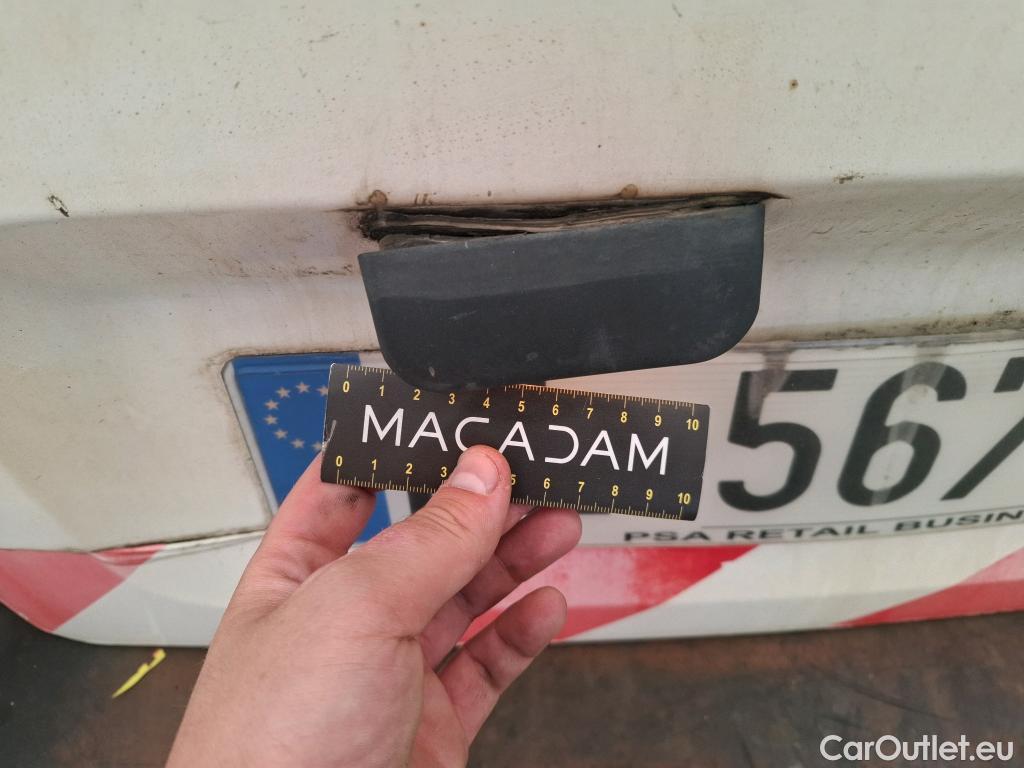 0 1 2 3 4 5 6 7 8 9 10
MACADAM
0 1 2 3 5 6 7 8 9 10
567
PSA RETAIL BUSIN
CarOutlet.eu